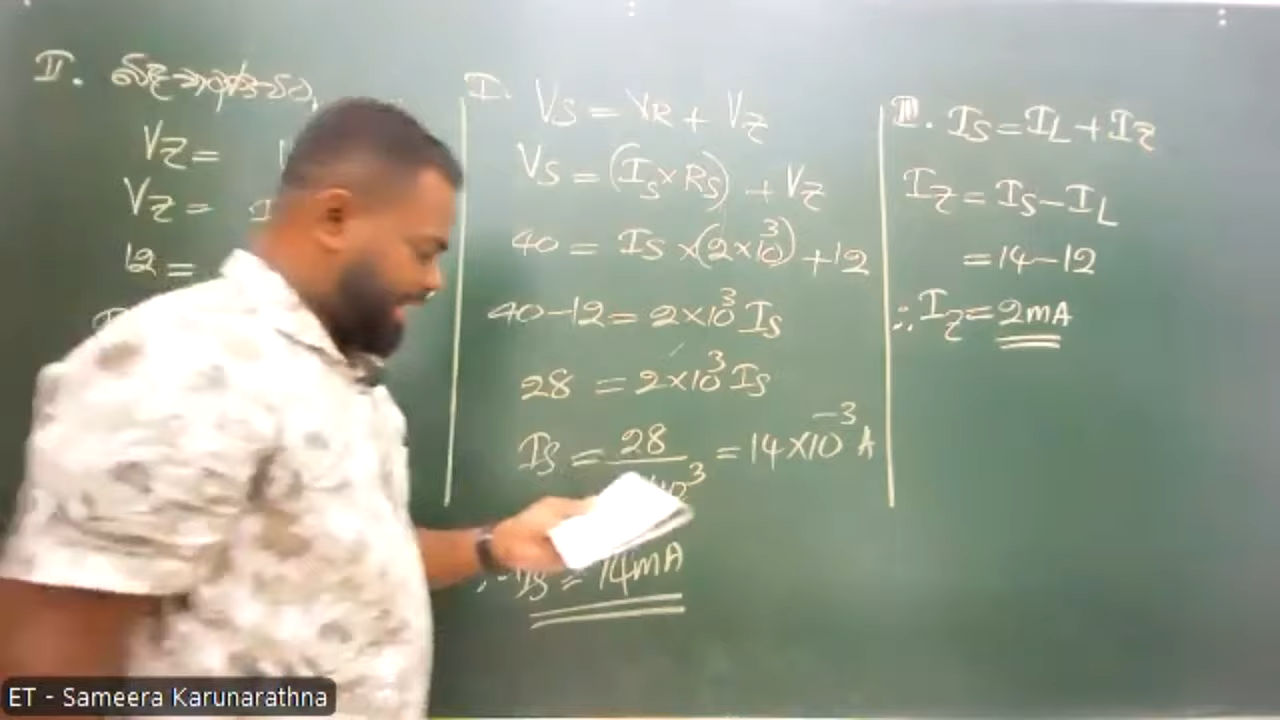 II.
VZ =
VZ =
12 =
I. VS = VR + VZ
VS = (IS × RS) + VZ
40 = IS × (2×10³) + 12
40-12 = 2×10³ IS
28 = 2×10³ IS
IS = 28 = 14×10⁻³ A
10³
∴ IS = 14mA
III. IS = IL + IZ
IZ = IS - IL
= 14 - 12
∴ IZ = 2mA
ET - Sameera Karunarathna